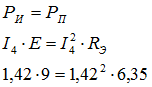 P_И = P_П
I_4 · E = I_4^2 · R_Э
1,42 · 9 = 1,42^2 · 6,35